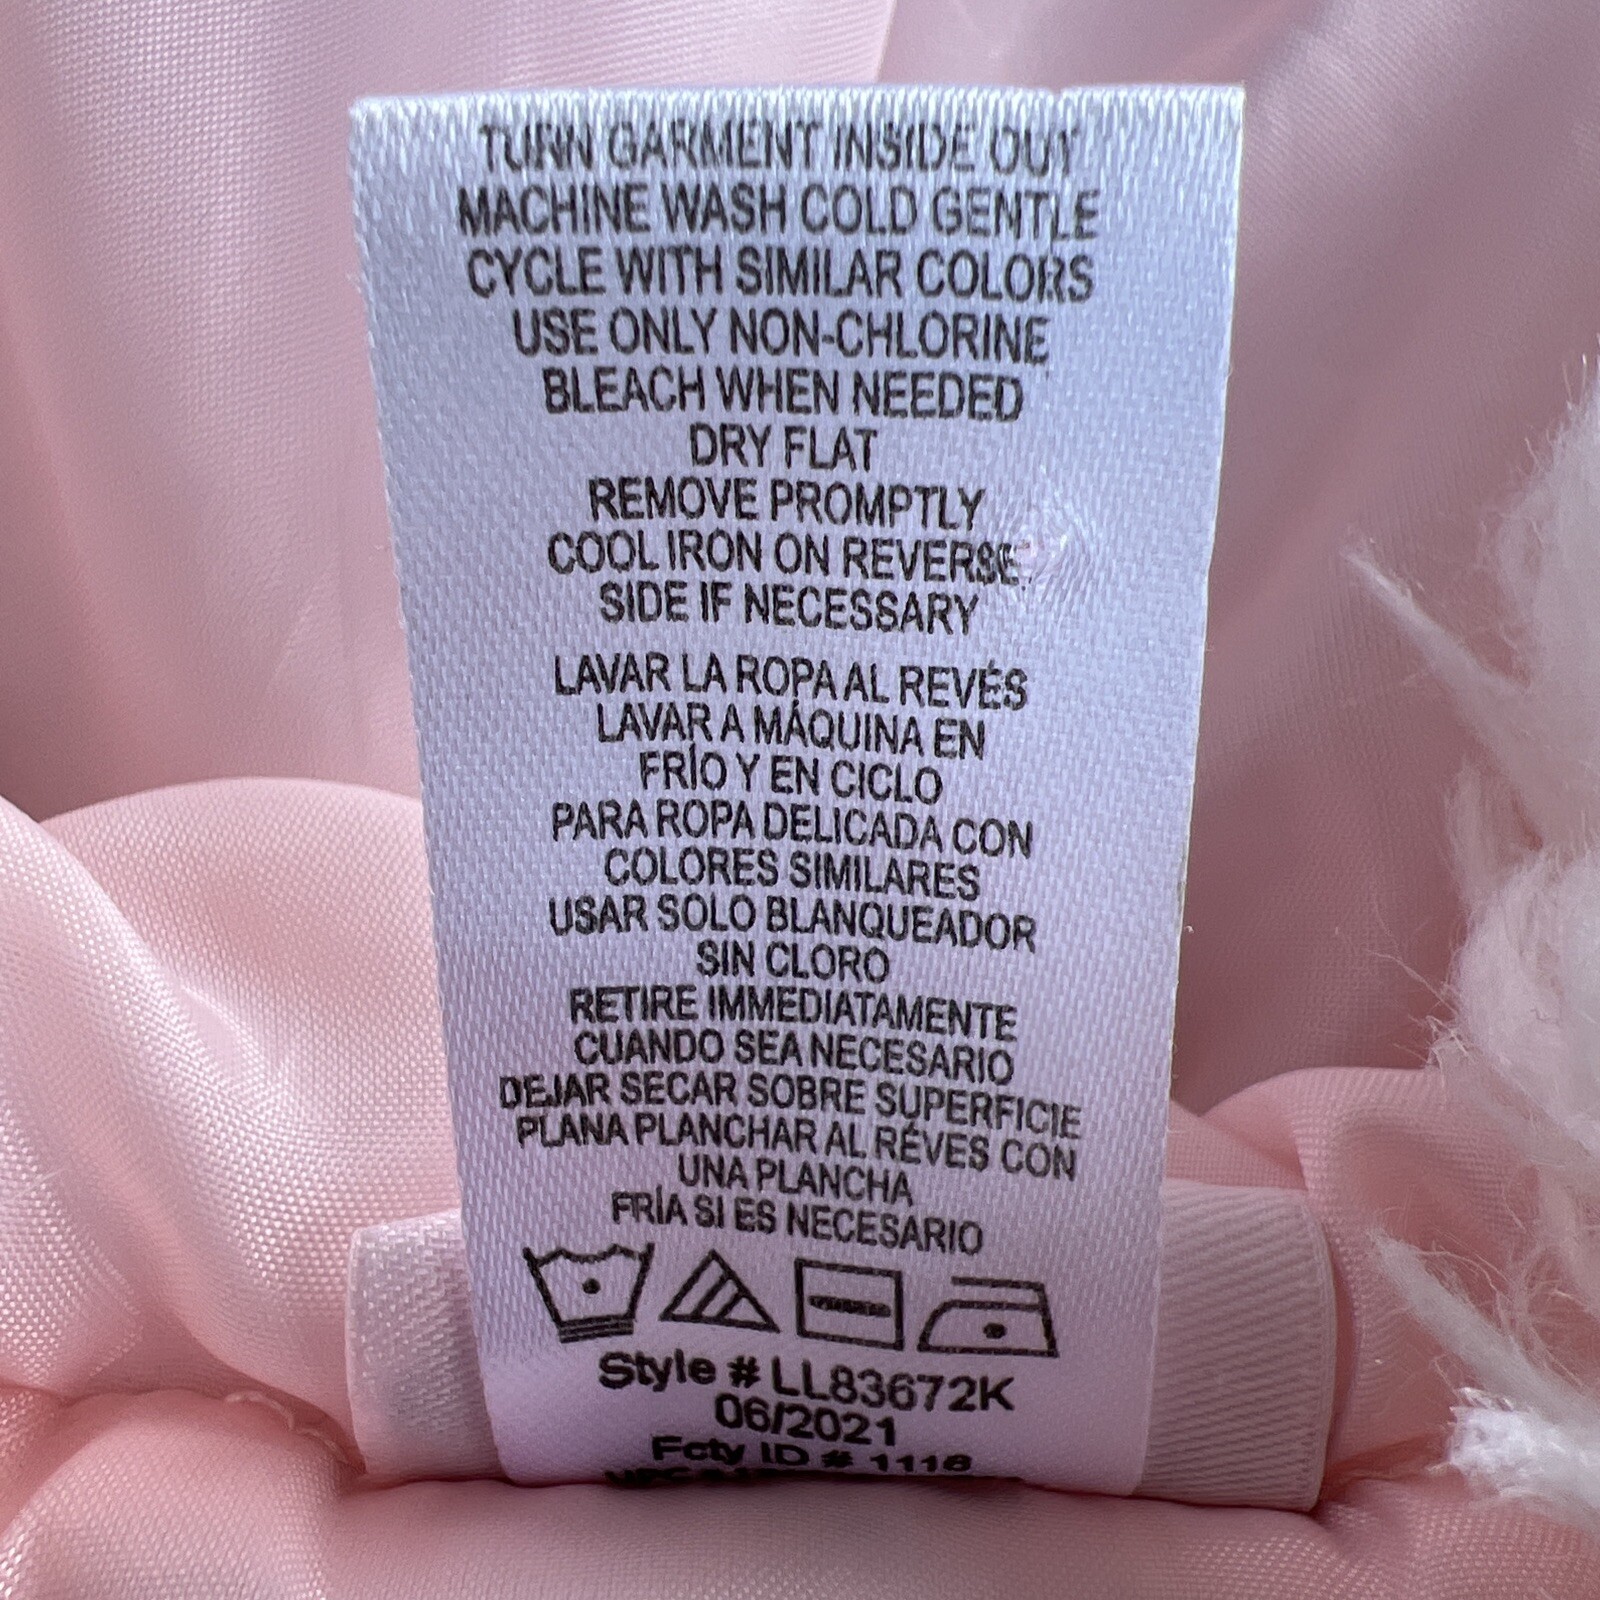 TURN GARMENT INSIDE OUT
MACHINE WASH COLD GENTLE
CYCLE WITH SIMILAR COLORS
USE ONLY NON-CHLORINE
BLEACH WHEN NEEDED
DRY FLAT
REMOVE PROMPTLY
COOL IRON ON REVERSE
SIDE IF NECESSARY
LAVAR LA ROPA AL REVÉS
LAVAR A MÁQUINA EN
FRÍO Y EN CICLO
PARA ROPA DELICADA CON
COLORES SIMILARES
USAR SOLO BLANQUEADOR
SIN CLORO
RETIRE IMMEDIATAMENTE
CUANDO SEA NECESARIO
DEJAR SECAR SOBRE SUPERFICIE
PLANA PLANCHAR AL RÉVES CON
UNA PLANCHA
FRÍA SI ES NECESARIO
Style # LL83672K
06/2021
Fcty ID # 1118